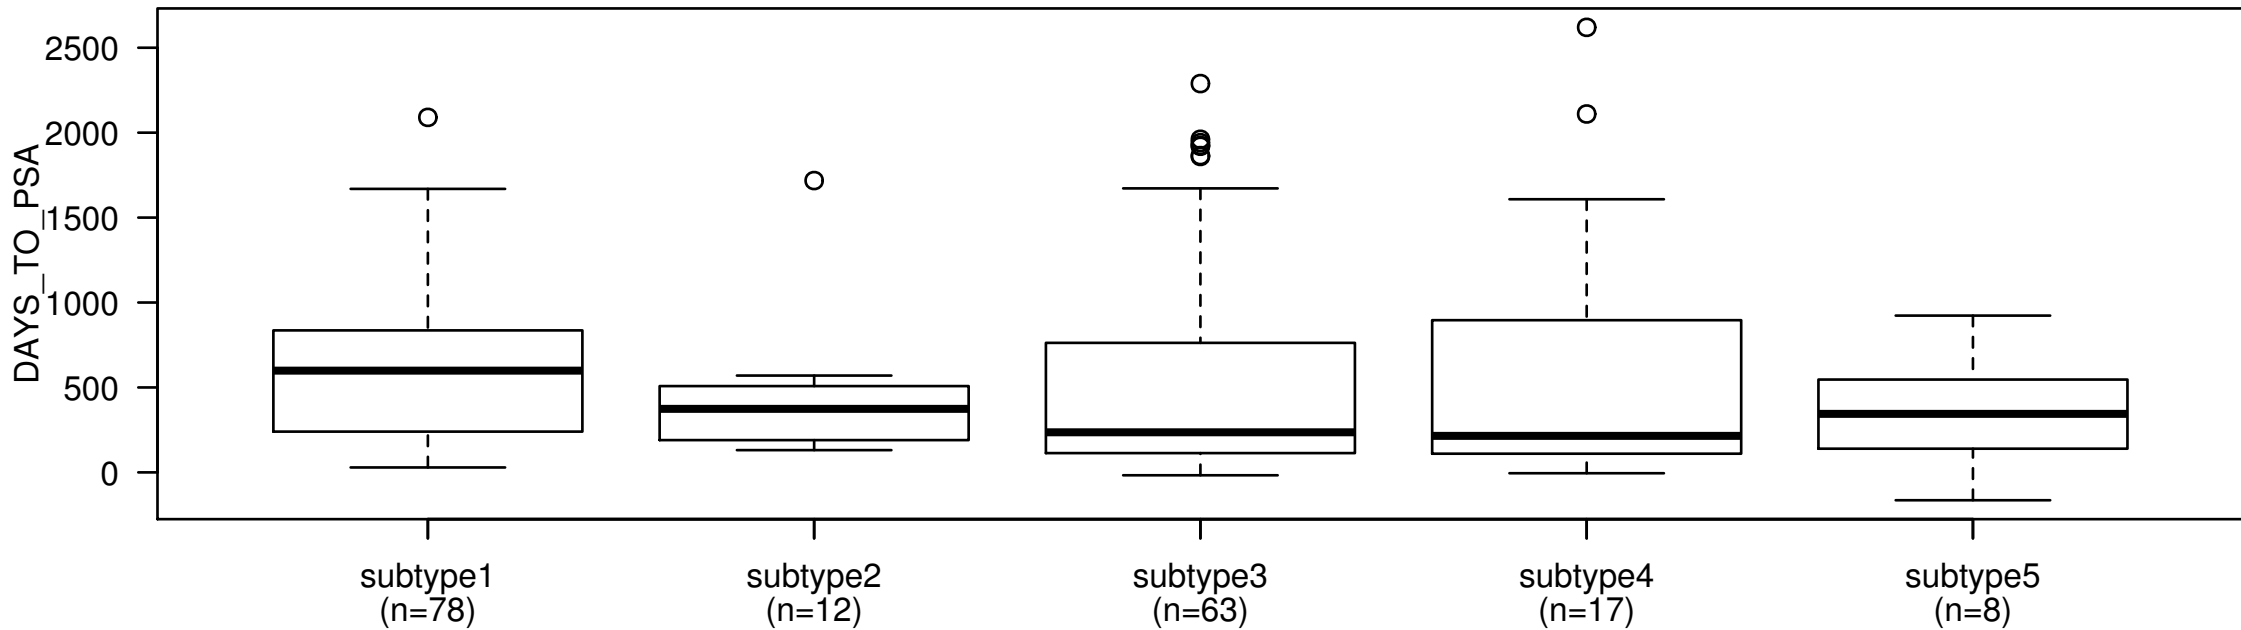 DAYS_TO_PSA
2500
2000
1500
1000
500
0
subtype1 subtype2 subtype3 subtype4 subtype5
(n=78) (n=12) (n=63) (n=17) (n=8)